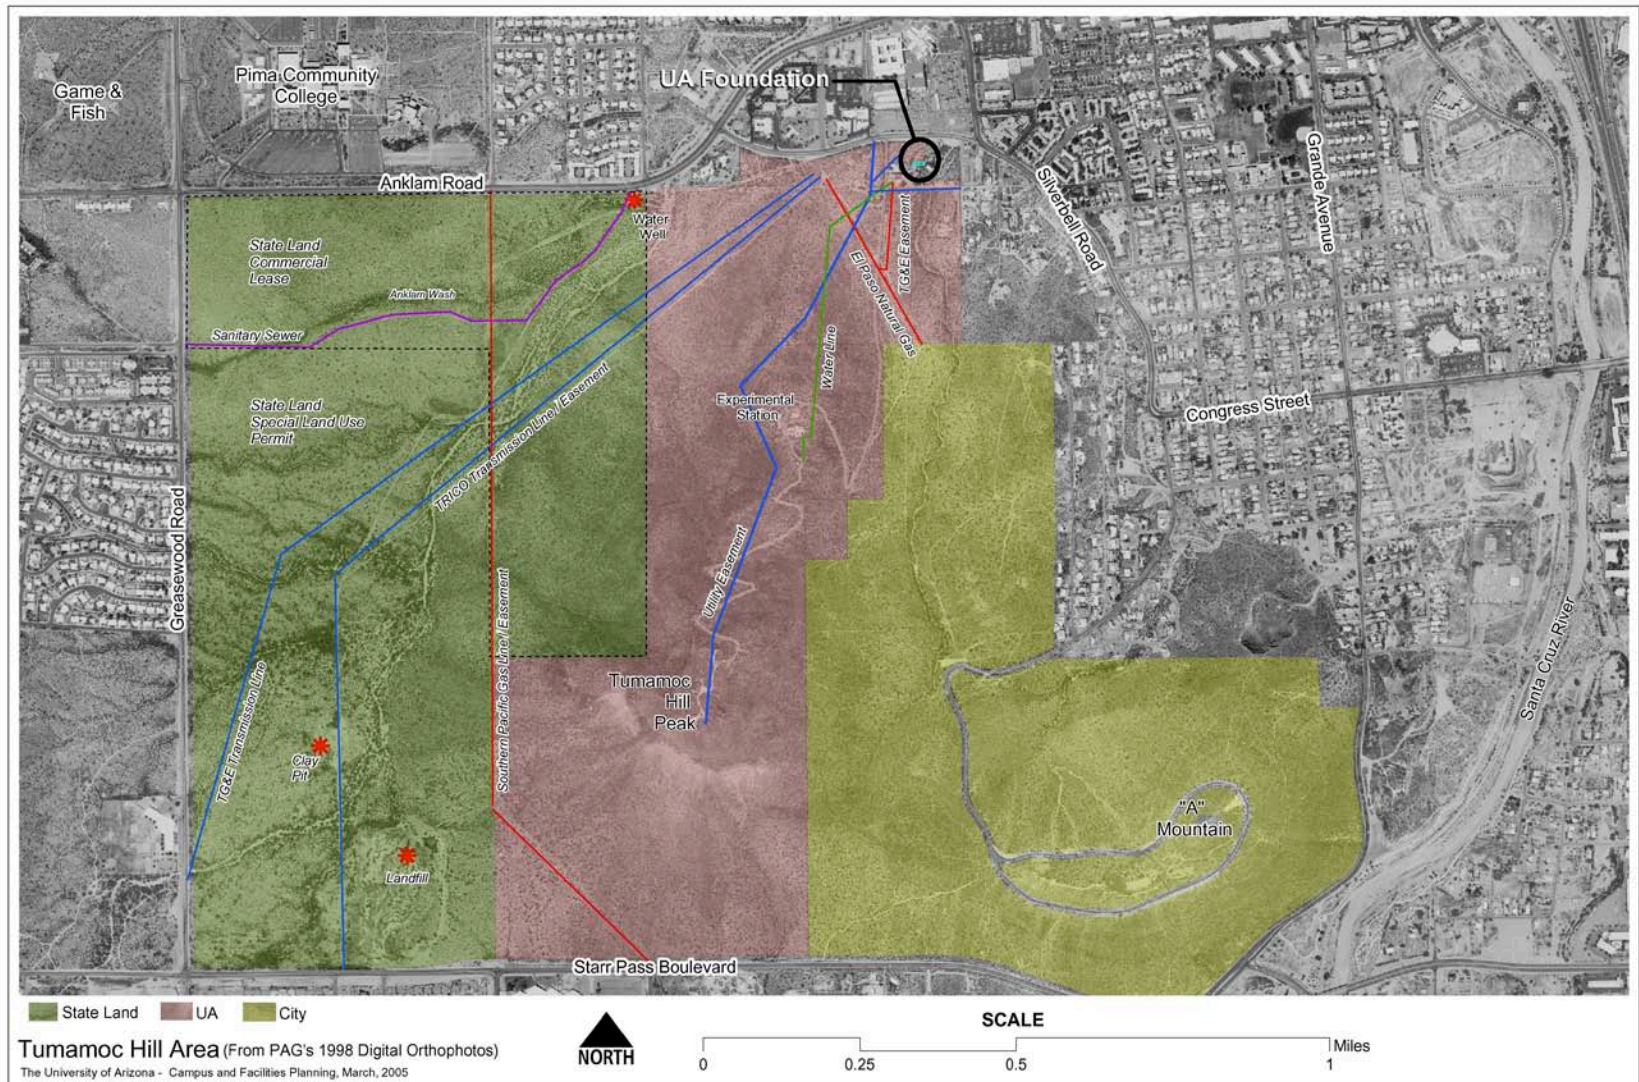 Game &
Fish
Pima Community
College
UA Foundation
Anklam Road
Water
Well
State Land
Commercial
Lease
Anklam Wash
Sanitary Sewer
State Land
Special Land Use
Permit
TRICO Transmission Line / Easement
Greasewood Road
TG&E Transmission Line
Southern Pacific Gas Line / Easement
Clay
Pit
Landfill
Experimental
Station
Water Line
El Paso Natural Gas
TG&E Easement
Utility Easement
Tumamoc
Hill
Peak
Silverbell Road
Grande Avenue
Congress Street
Santa Cruz River
"A"
Mountain
Starr Pass Boulevard
State Land
UA
City
Tumamoc Hill Area (From PAG's 1998 Digital Orthophotos)
The University of Arizona - Campus and Facilities Planning, March, 2005
NORTH
SCALE
Miles
0
0.25
0.5
1